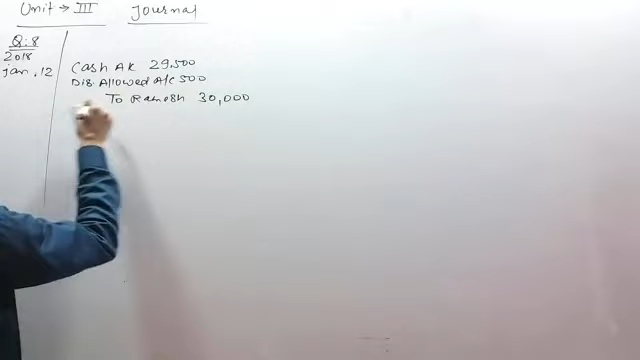 Unit → III Journal
Q:8
2018
Jan, 12 Cash A/c 29,500
Dis. Allowed A/c 500
To Ramesh 30,000